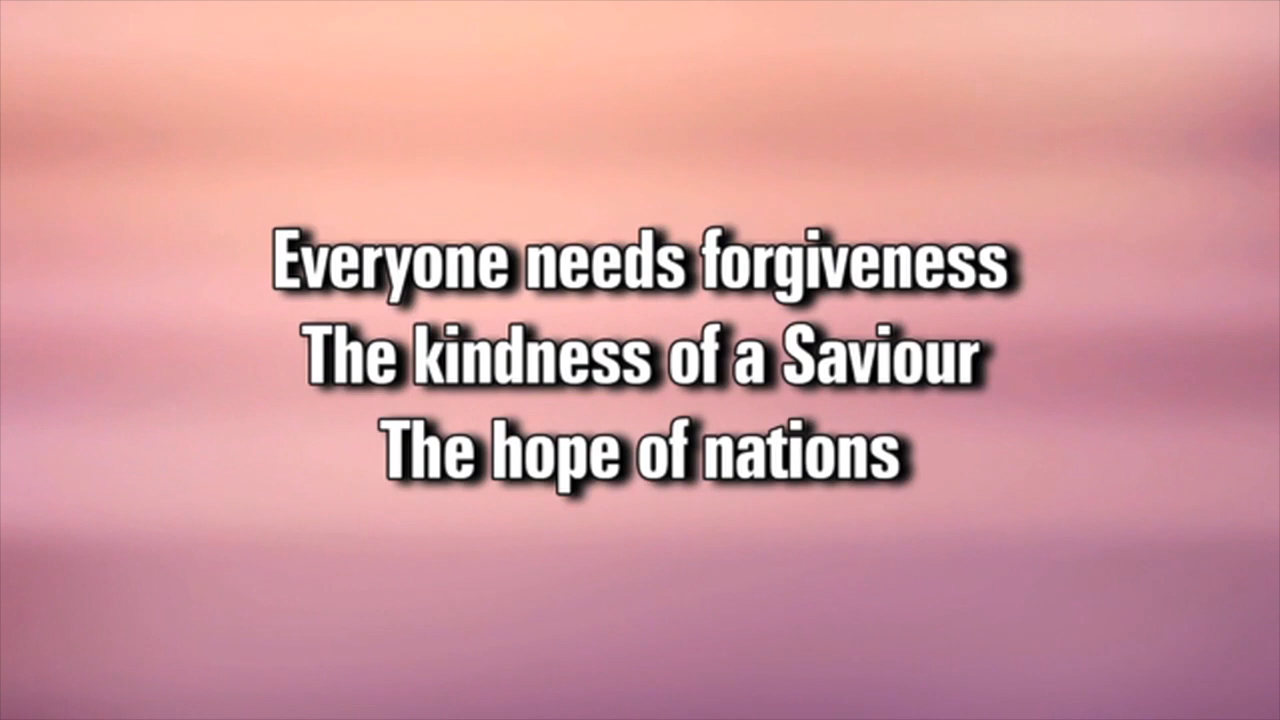 Everyone needs forgiveness
The kindness of a Saviour
The hope of nations